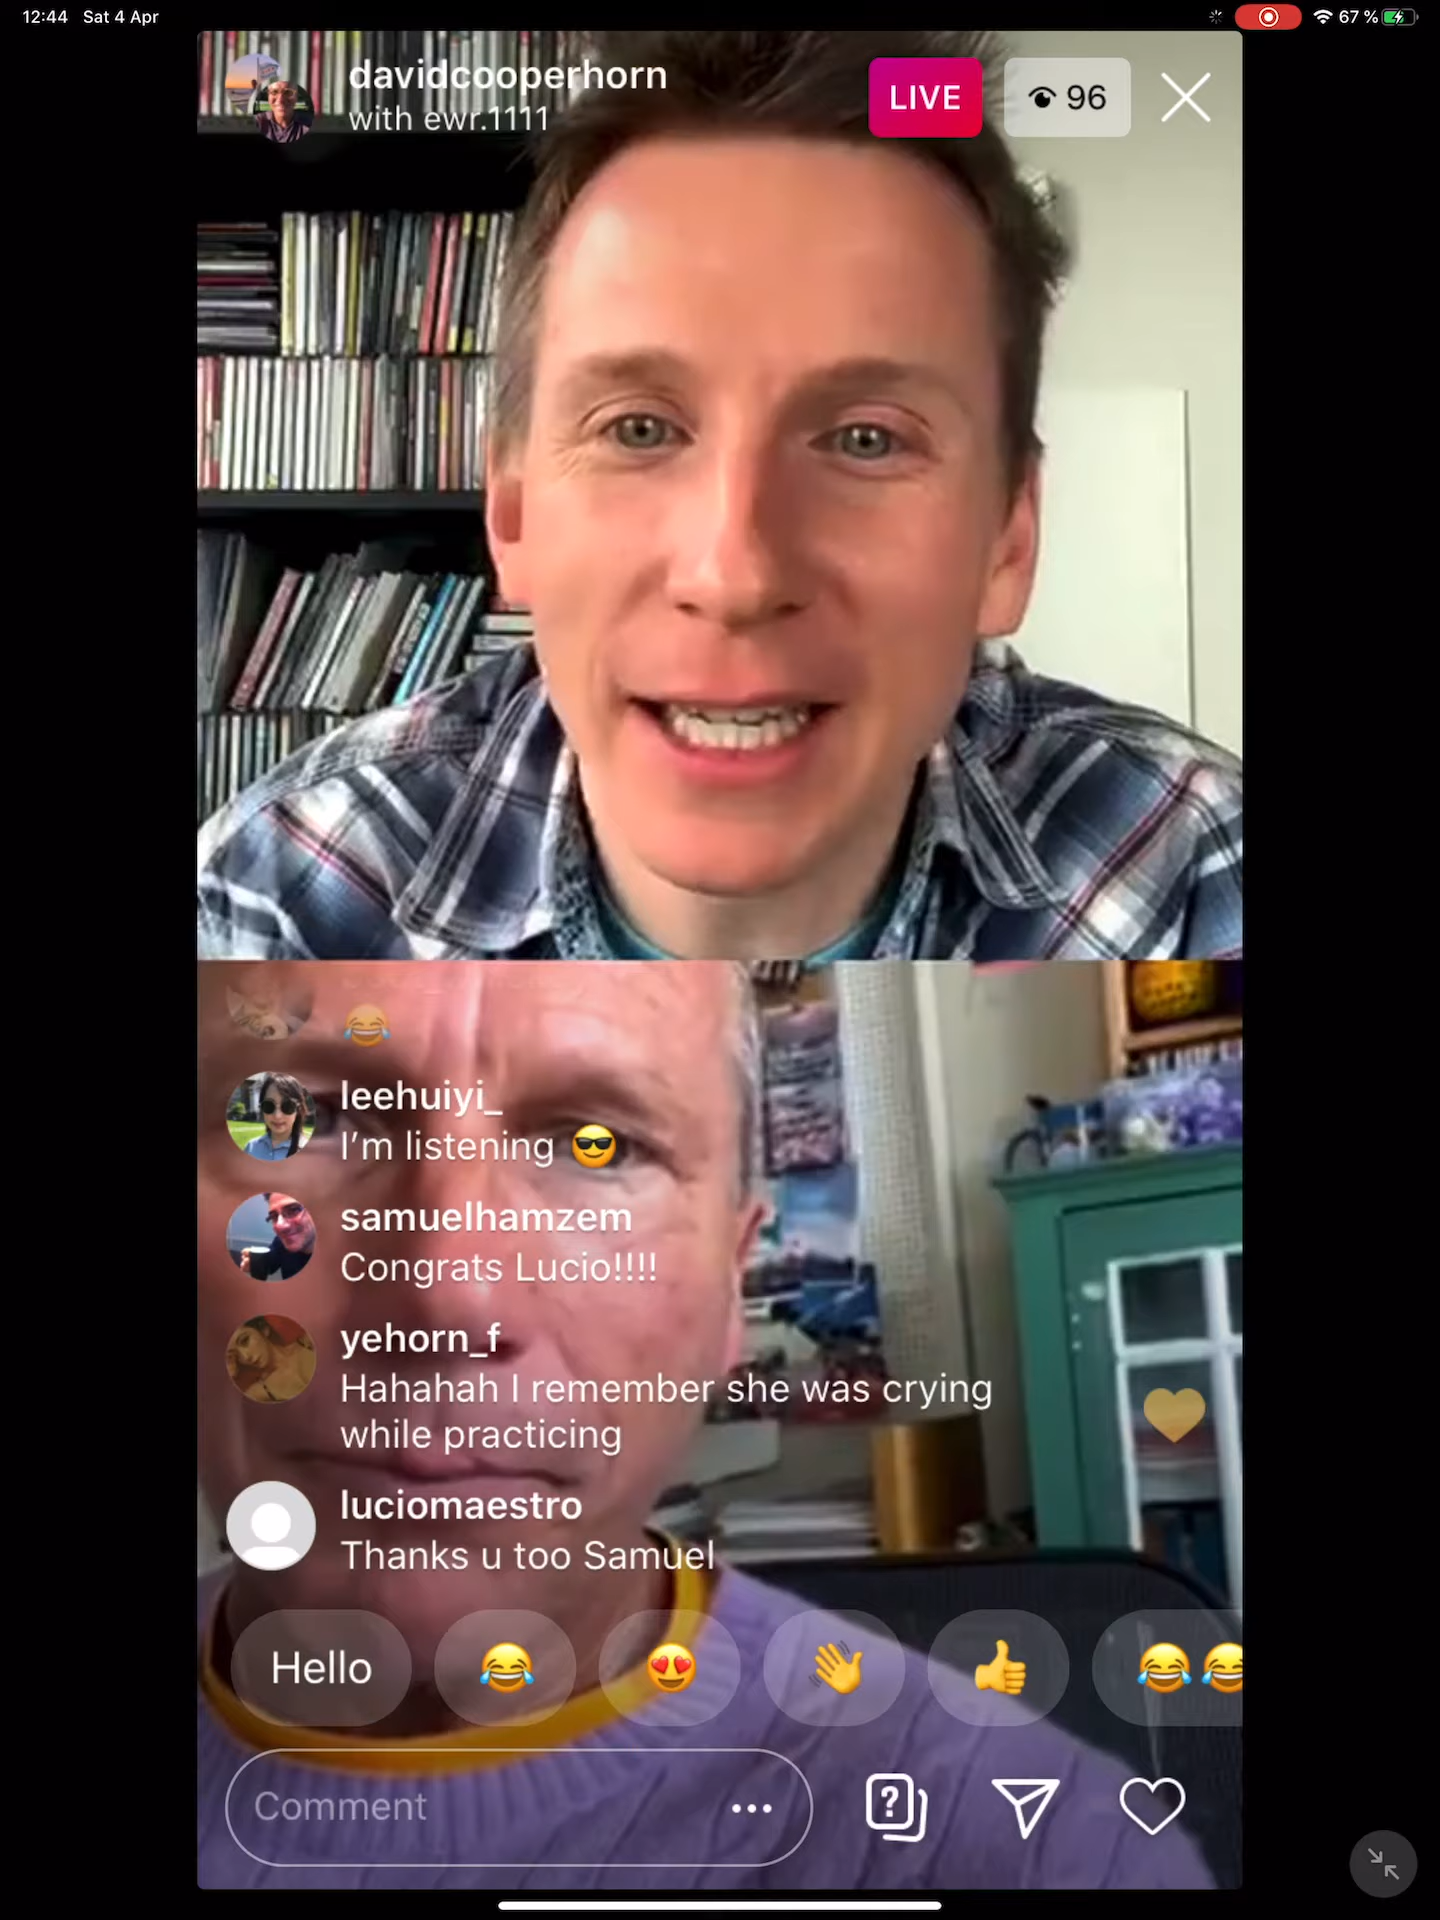 12:44 Sat 4 Apr
67 %
davidcooperhorn
with ewr.1111
LIVE
96
leehuiyi_
I'm listening 😎
samuelhamzem
Congrats Lucio!!!!
yehorn_f
Hahahah I remember she was crying
while practicing
luciomaestro
Thanks u too Samuel
Hello
Comment